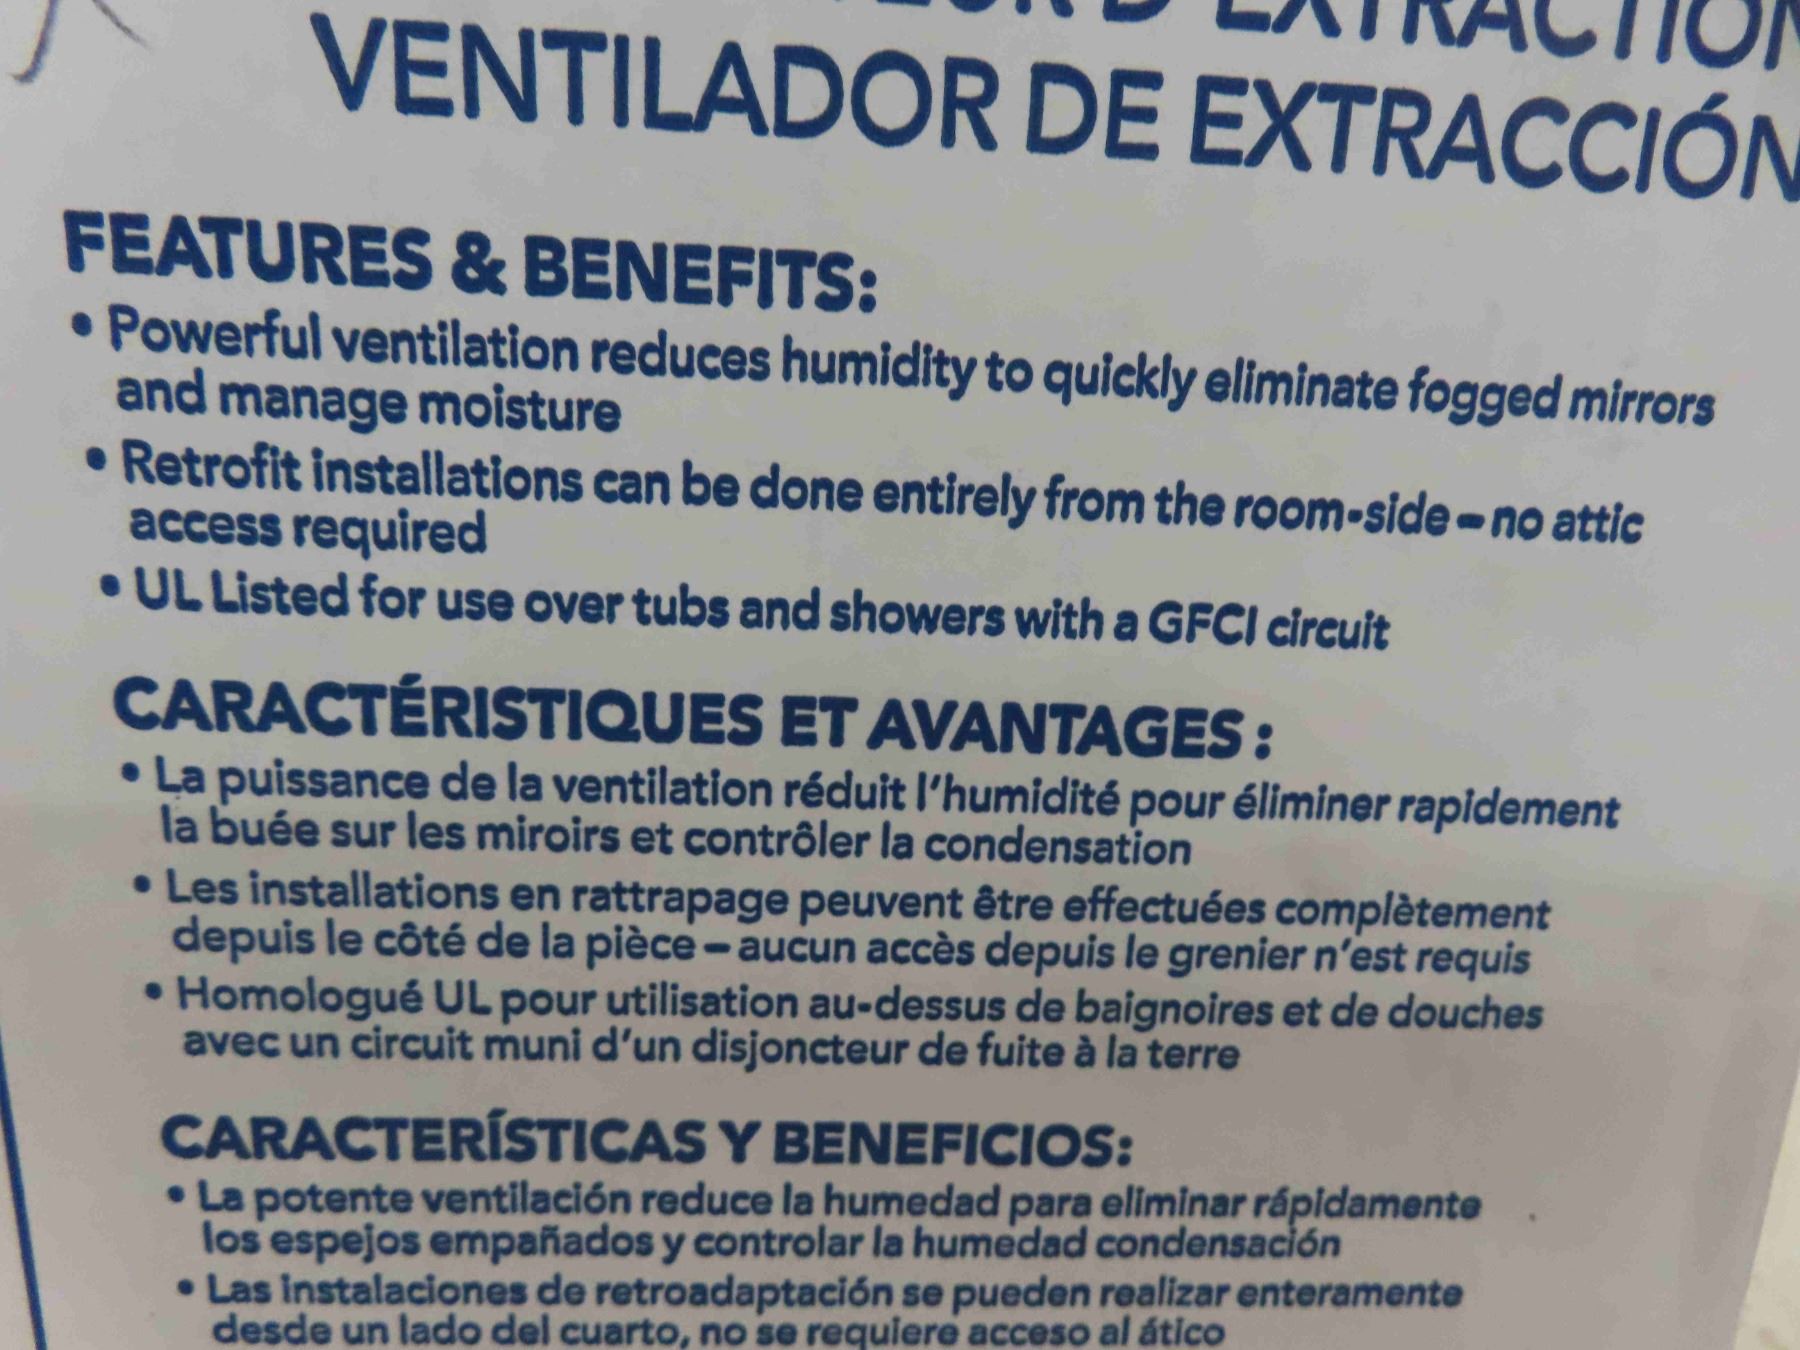 D'EXTRACTION
VENTILADOR DE EXTRACCIÓN
FEATURES & BENEFITS:
• Powerful ventilation reduces humidity to quickly eliminate fogged mirrors
and manage moisture
• Retrofit installations can be done entirely from the room-side – no attic
access required
• UL Listed for use over tubs and showers with a GFCI circuit
CARACTÉRISTIQUES ET AVANTAGES :
• La puissance de la ventilation réduit l'humidité pour éliminer rapidement
la buée sur les miroirs et contrôler la condensation
• Les installations en rattrapage peuvent être effectuées complètement
depuis le côté de la pièce – aucun accès depuis le grenier n'est requis
• Homologué UL pour utilisation au-dessus de baignoires et de douches
avec un circuit muni d'un disjoncteur de fuite à la terre
CARACTERÍSTICAS Y BENEFICIOS:
• La potente ventilación reduce la humedad para eliminar rápidamente
los espejos empañados y controlar la humedad condensación
• Las instalaciones de retroadaptación se pueden realizar enteramente
desde un lado del cuarto, no se requiere acceso al ático